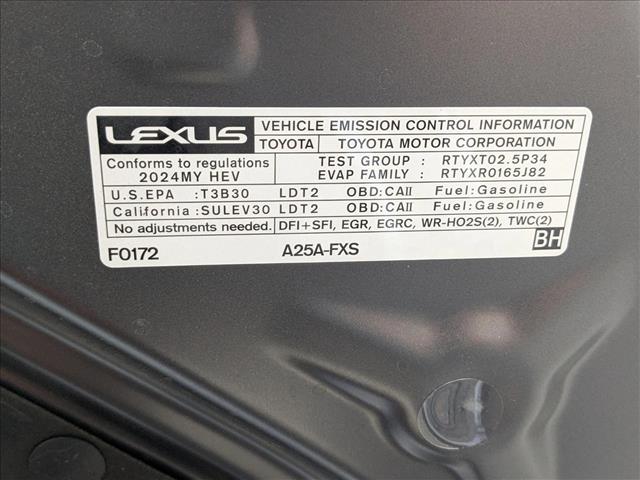 LEXUS VEHICLE EMISSION CONTROL INFORMATION
TOYOTA TOYOTA MOTOR CORPORATION
Conforms to regulations TEST GROUP : RTYXT02.5P34
2024MY HEV EVAP FAMILY : RTYXR0165J82
U.S.EPA :T3B30 LDT2 OBD:CAII Fuel:Gasoline
California :SULEV30 LDT2 OBD:CAII Fuel:Gasoline
No adjustments needed. DFI+SFI, EGR, EGRC, WR-HO2S(2), TWC(2)
F0172 A25A-FXS BH